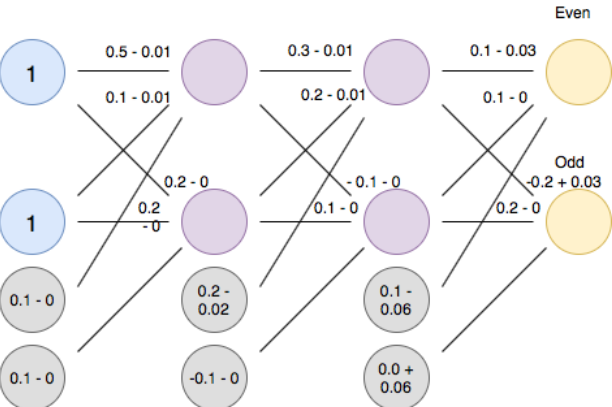 Even
0.5 - 0.01
0.3 - 0.01
0.1 - 0.03
1
0.1 - 0.01
0.2 - 0.01
0.1 - 0
Odd
0.2 - 0
- 0.1 - 0
-0.2 + 0.03
0.2
- 0
0.1 - 0
0.2 - 0
1
0.1 - 0
0.2 -
0.02
0.1 -
0.06
0.1 - 0
-0.1 - 0
0.0 +
0.06